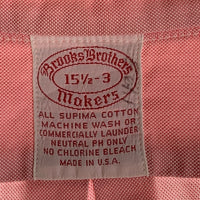 Brooks Brothers
15½-3
Makers
ALL SUPIMA COTTON
MACHINE WASH OR
COMMERCIALLY LAUNDER
NEUTRAL PH ONLY
NO CHLORINE BLEACH
MADE IN U.S.A.